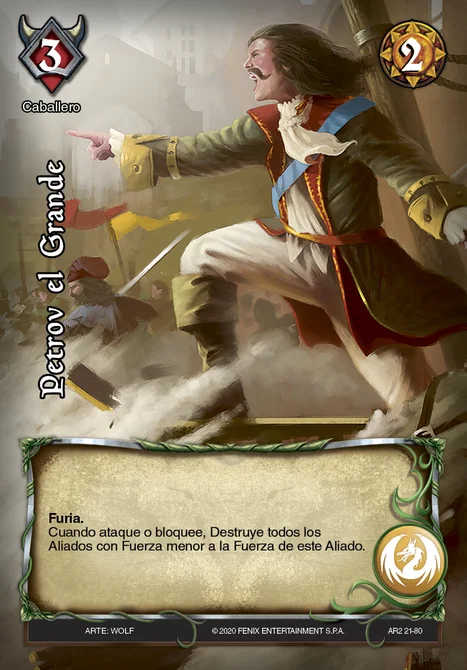 3
2
Caballero
Petrov el Grande
Furia.
Cuando ataque o bloquee, Destruye todos los
Aliados con Fuerza menor a la Fuerza de este Aliado.
ARTE: WOLF
© 2020 FENIX ENTERTAINMENT S.P.A.
AR2 21-80